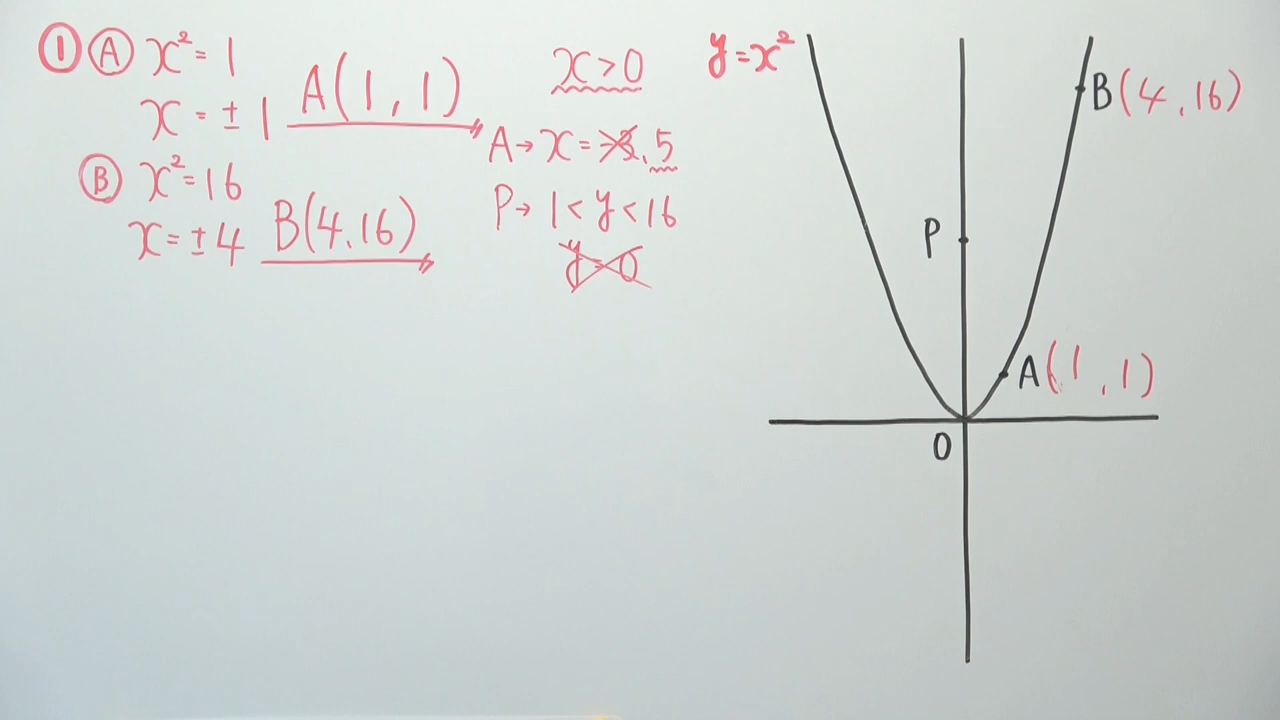 ① Ⓐ x² = 1
x = ± 1 A(1, 1)
Ⓑ x² = 16
x = ±4 B(4.16)
x > 0
A→ x = -3, 5
P→ 1 < y < 16
y = 0
y = x²
B(4, 16)
P
A(1, 1)
O